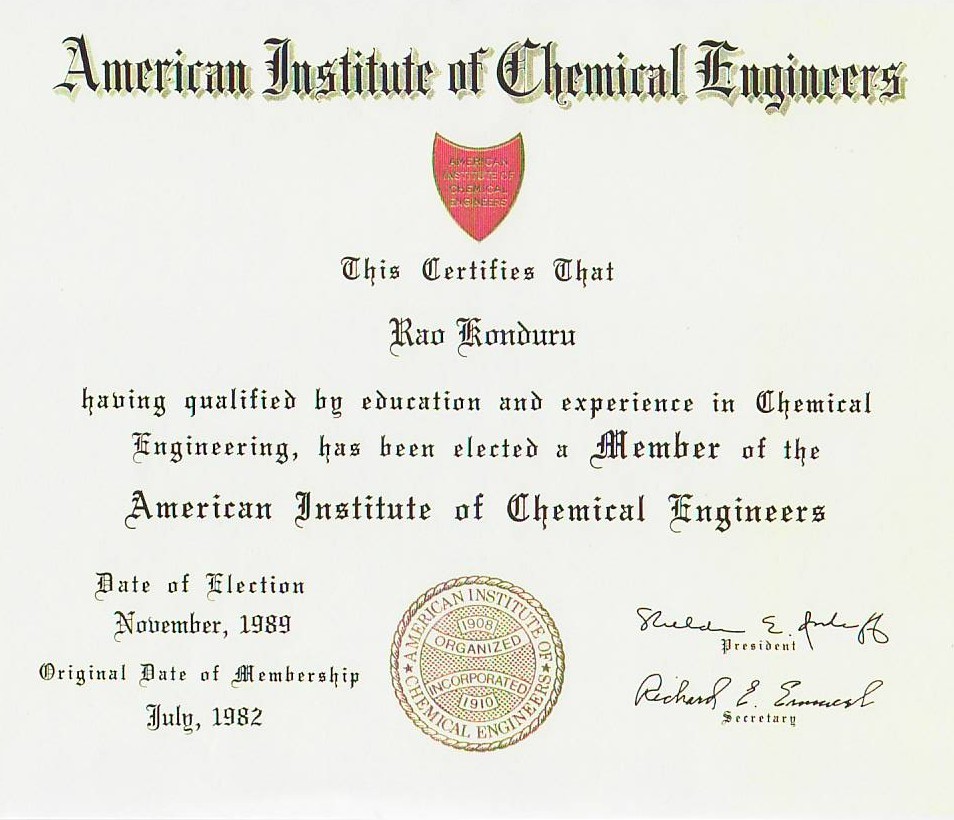 American Institute of Chemical Engineers
AMERICAN
INSTITUTE OF
CHEMICAL
ENGINEERS
This Certifies That
Rao Konduru
having qualified by education and experience in Chemical
Engineering, has been elected a Member of the
American Institute of Chemical Engineers
Date of Election
November, 1989
Original Date of Membership
July, 1982
AMERICAN INSTITUTE OF
CHEMICAL ENGINEERS
1908
ORGANIZED
INCORPORATED
1910
E.
President
Richard E.
Secretary